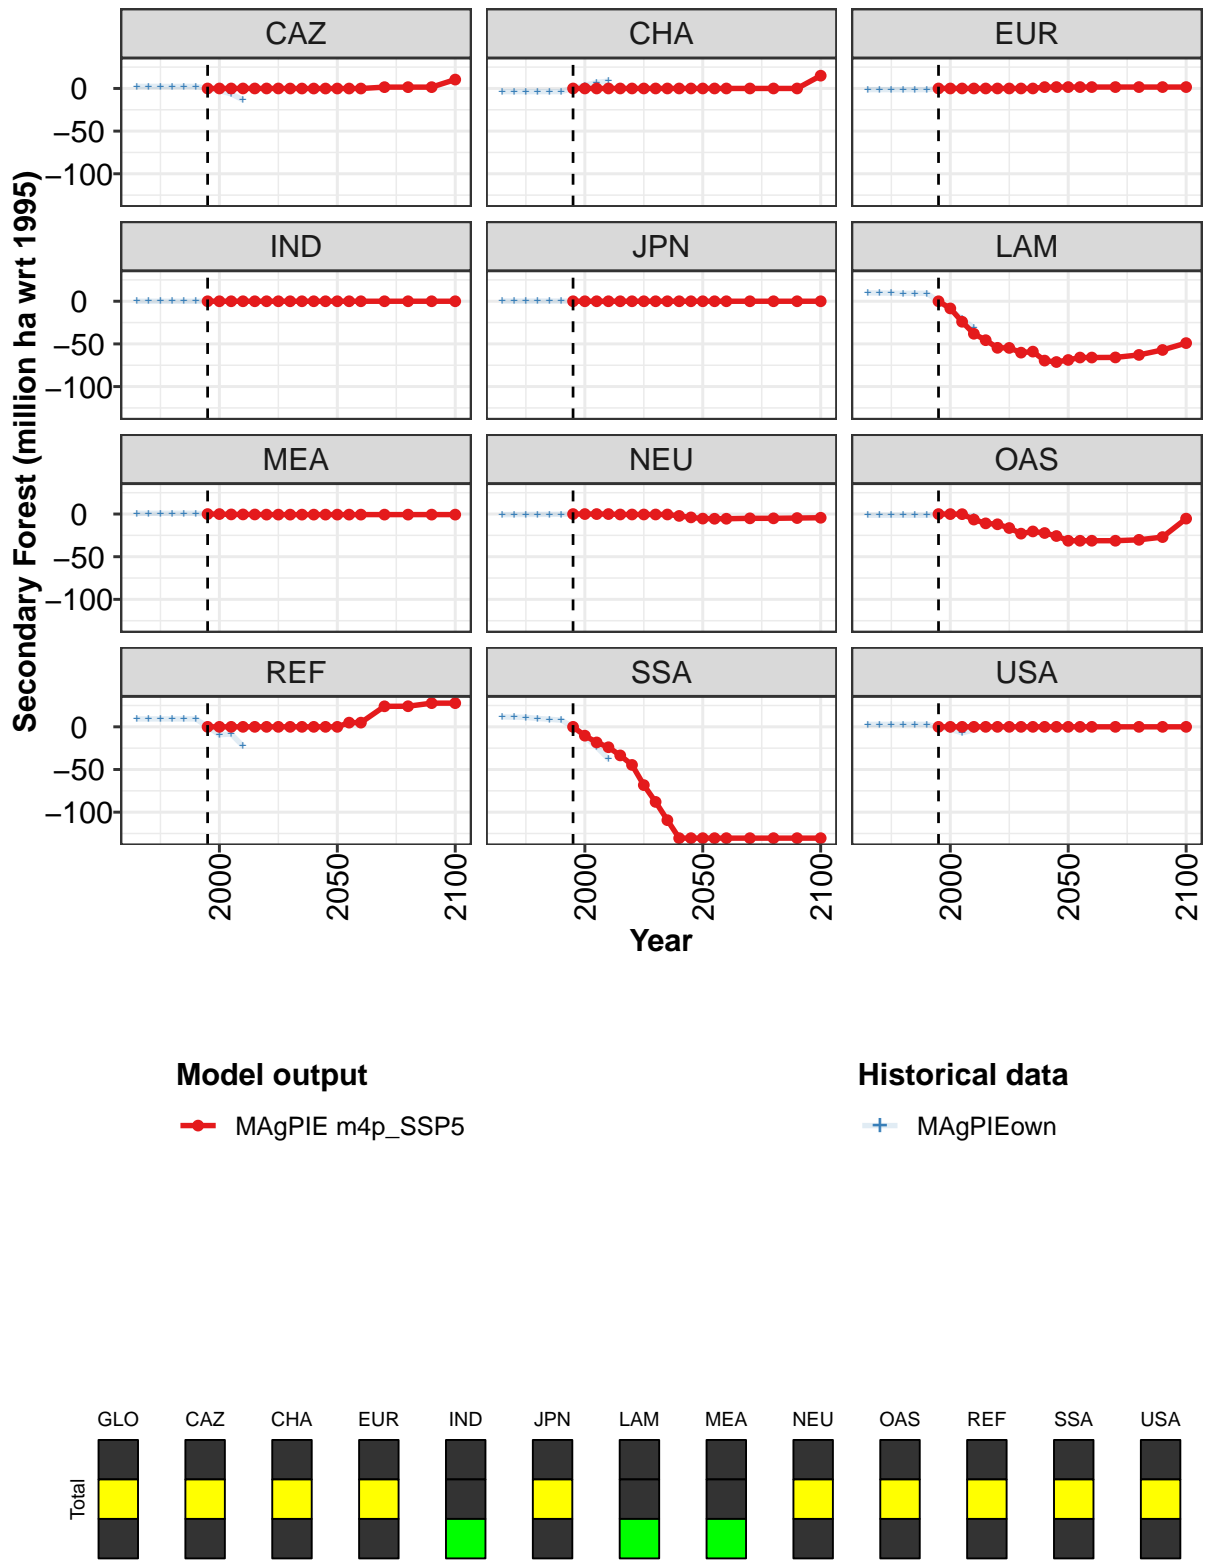 CAZ CHA EUR
0
−50
−100
IND JPN LAM
0
−50
−100
MEA NEU OAS
0
−50
−100
REF SSA USA
0
−50
−100
2000 2050 2100 2000 2050 2100 2000 2050 2100
Year
Secondary Forest (million ha wrt 1995)
Model output Historical data
MAgPIE m4p_SSP5 MAgPIEown
GLO CAZ CHA EUR IND JPN LAM MEA NEU OAS REF SSA USA
Total